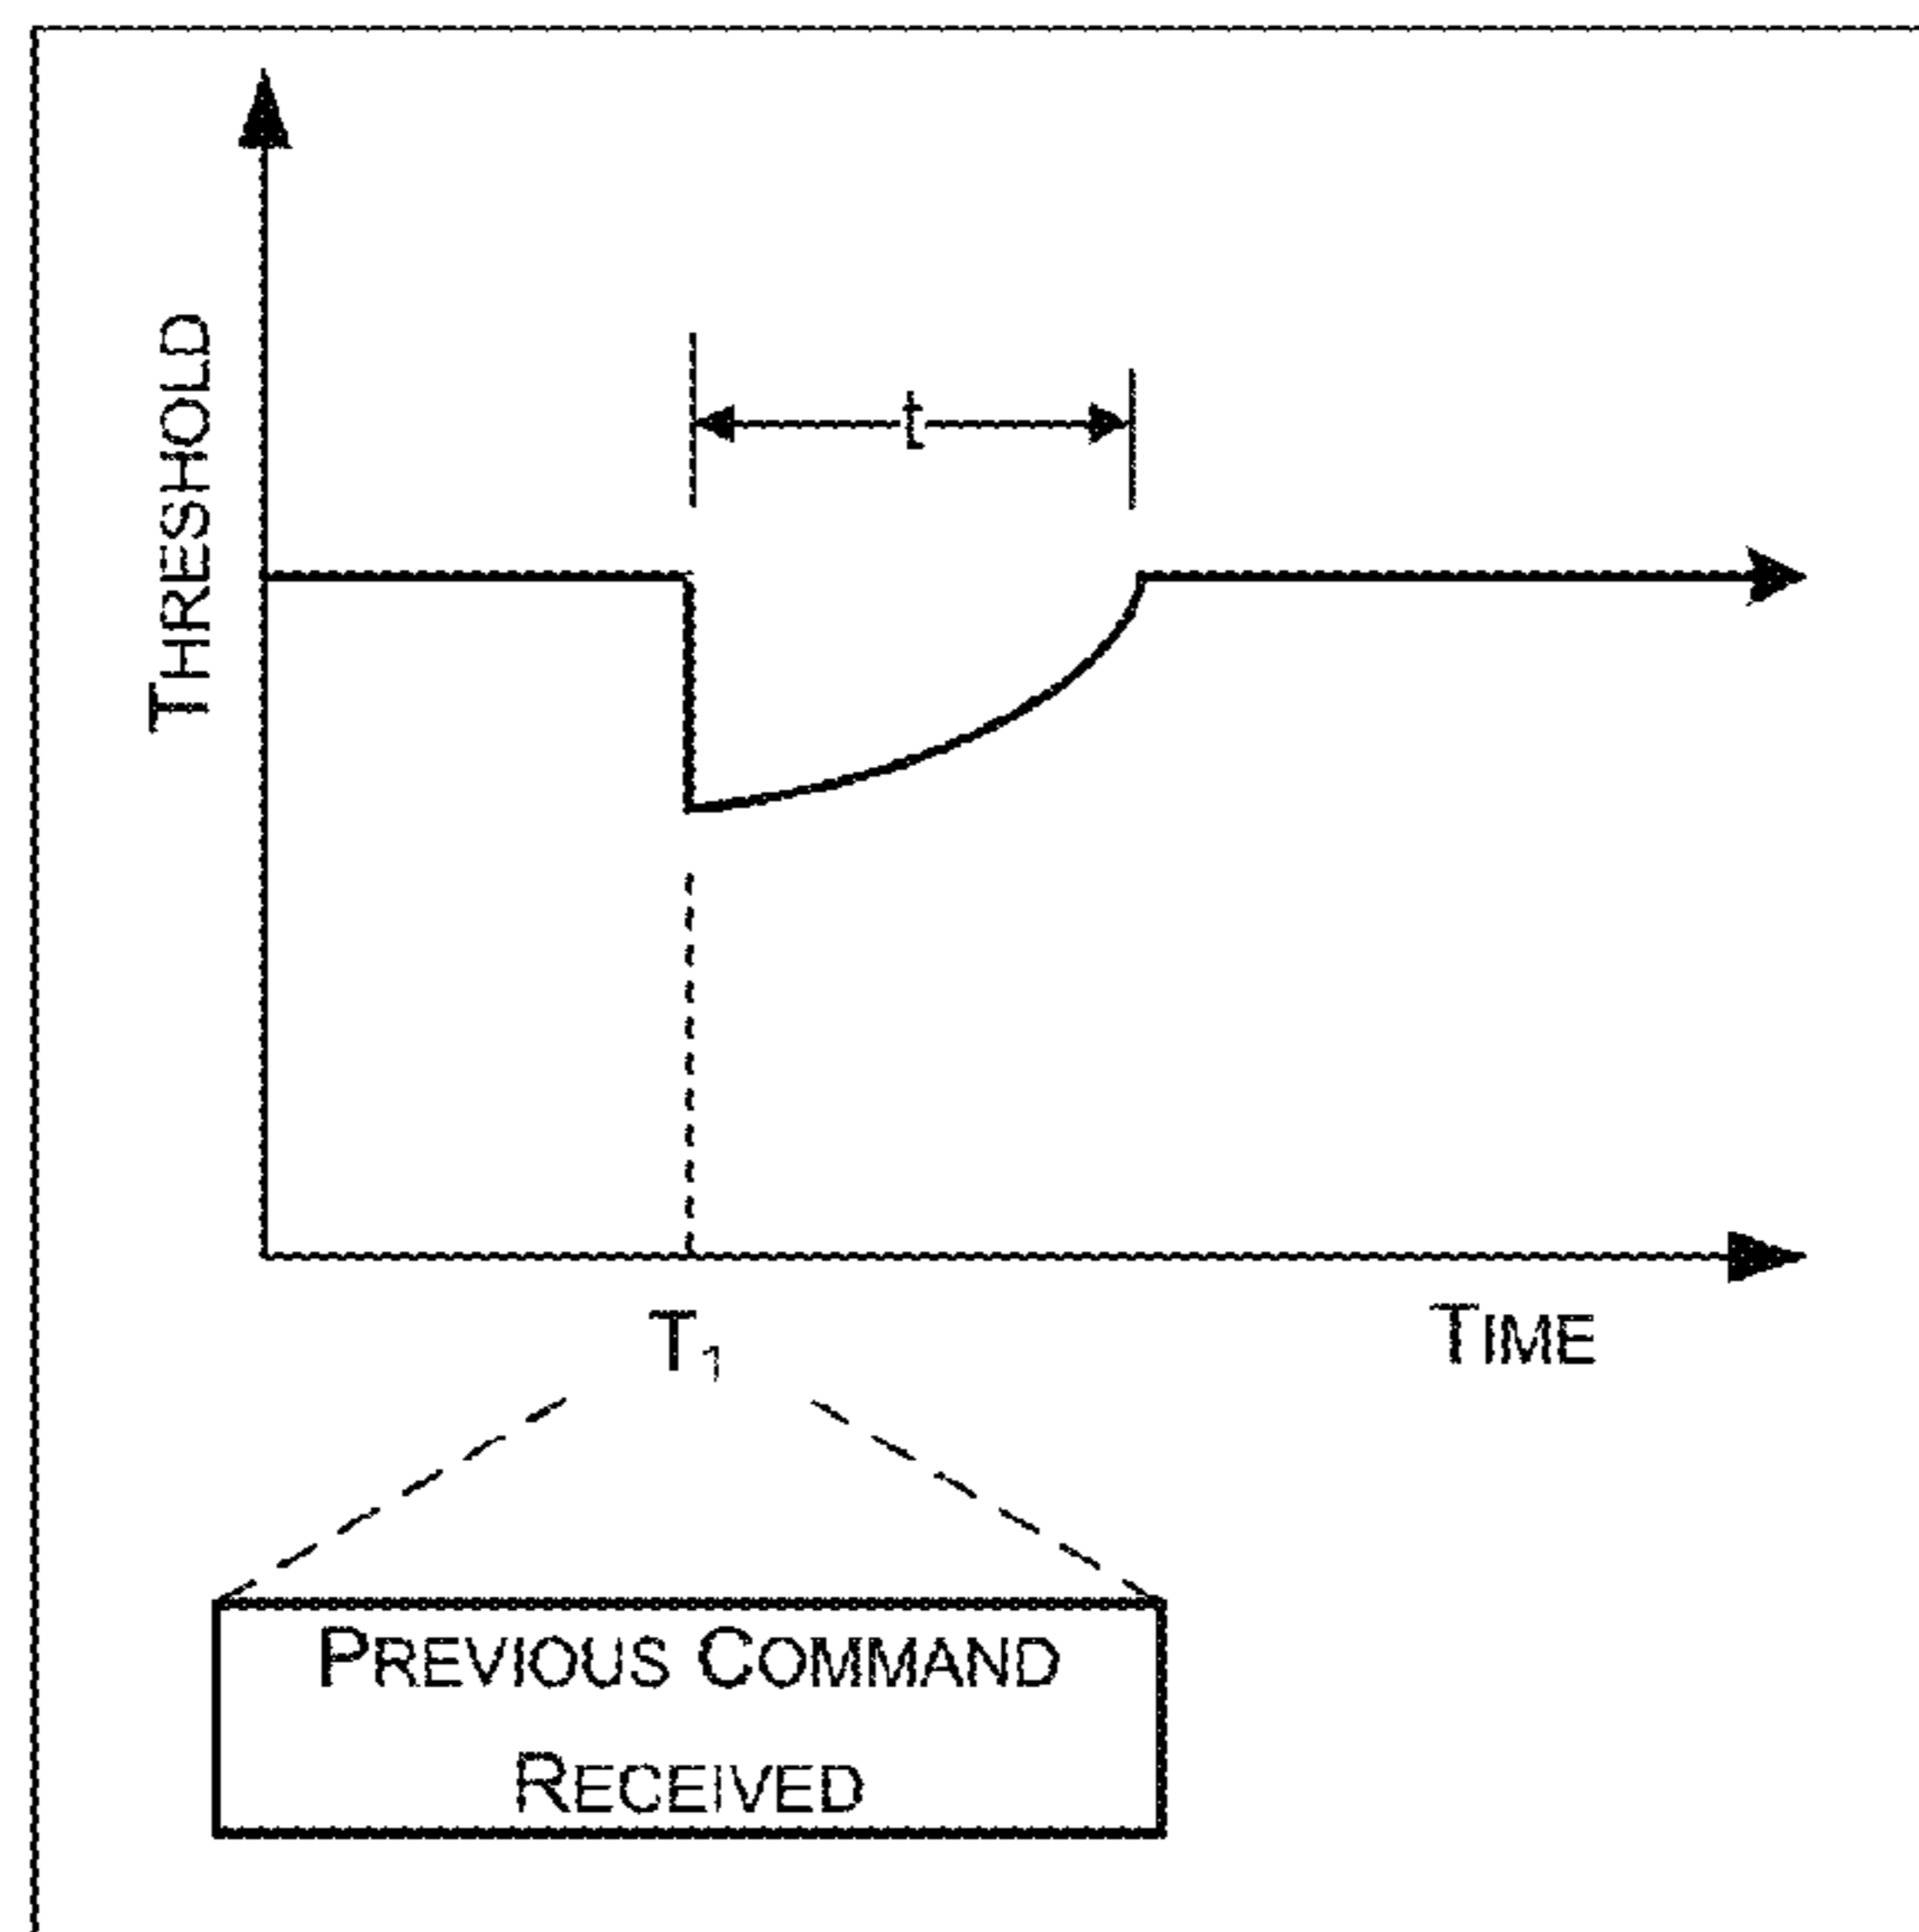 THRESHOLD
t
T1
TIME
PREVIOUS COMMAND
RECEIVED